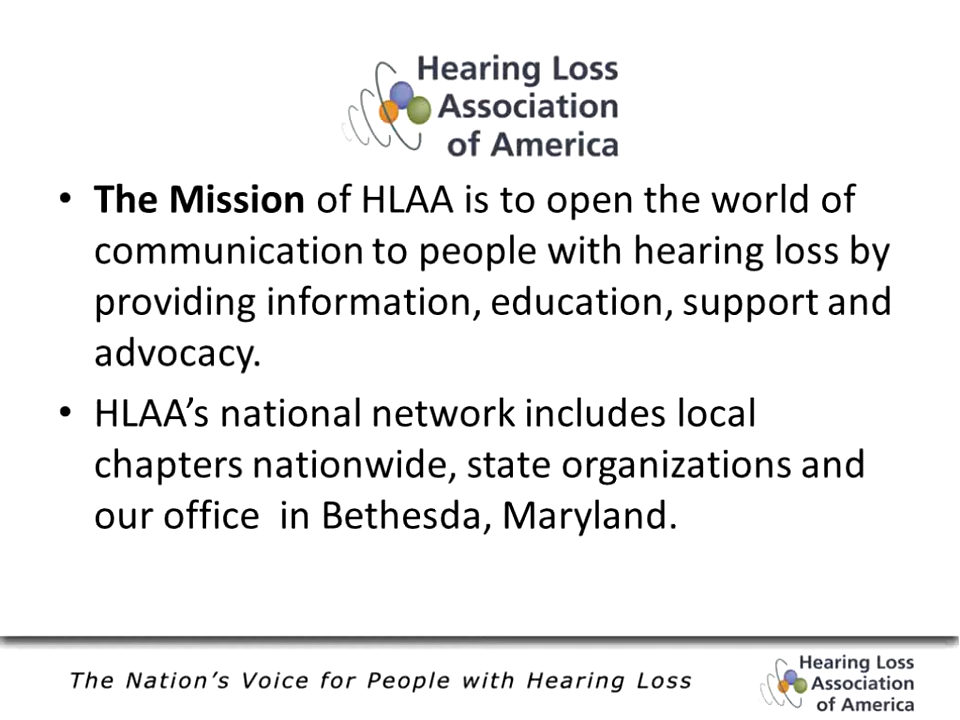 Hearing Loss
Association
of America
• The Mission of HLAA is to open the world of
communication to people with hearing loss by
providing information, education, support and
advocacy.
• HLAA’s national network includes local
chapters nationwide, state organizations and
our office  in Bethesda, Maryland.
The Nation’s Voice for People with Hearing Loss
Hearing Loss
Association
of America